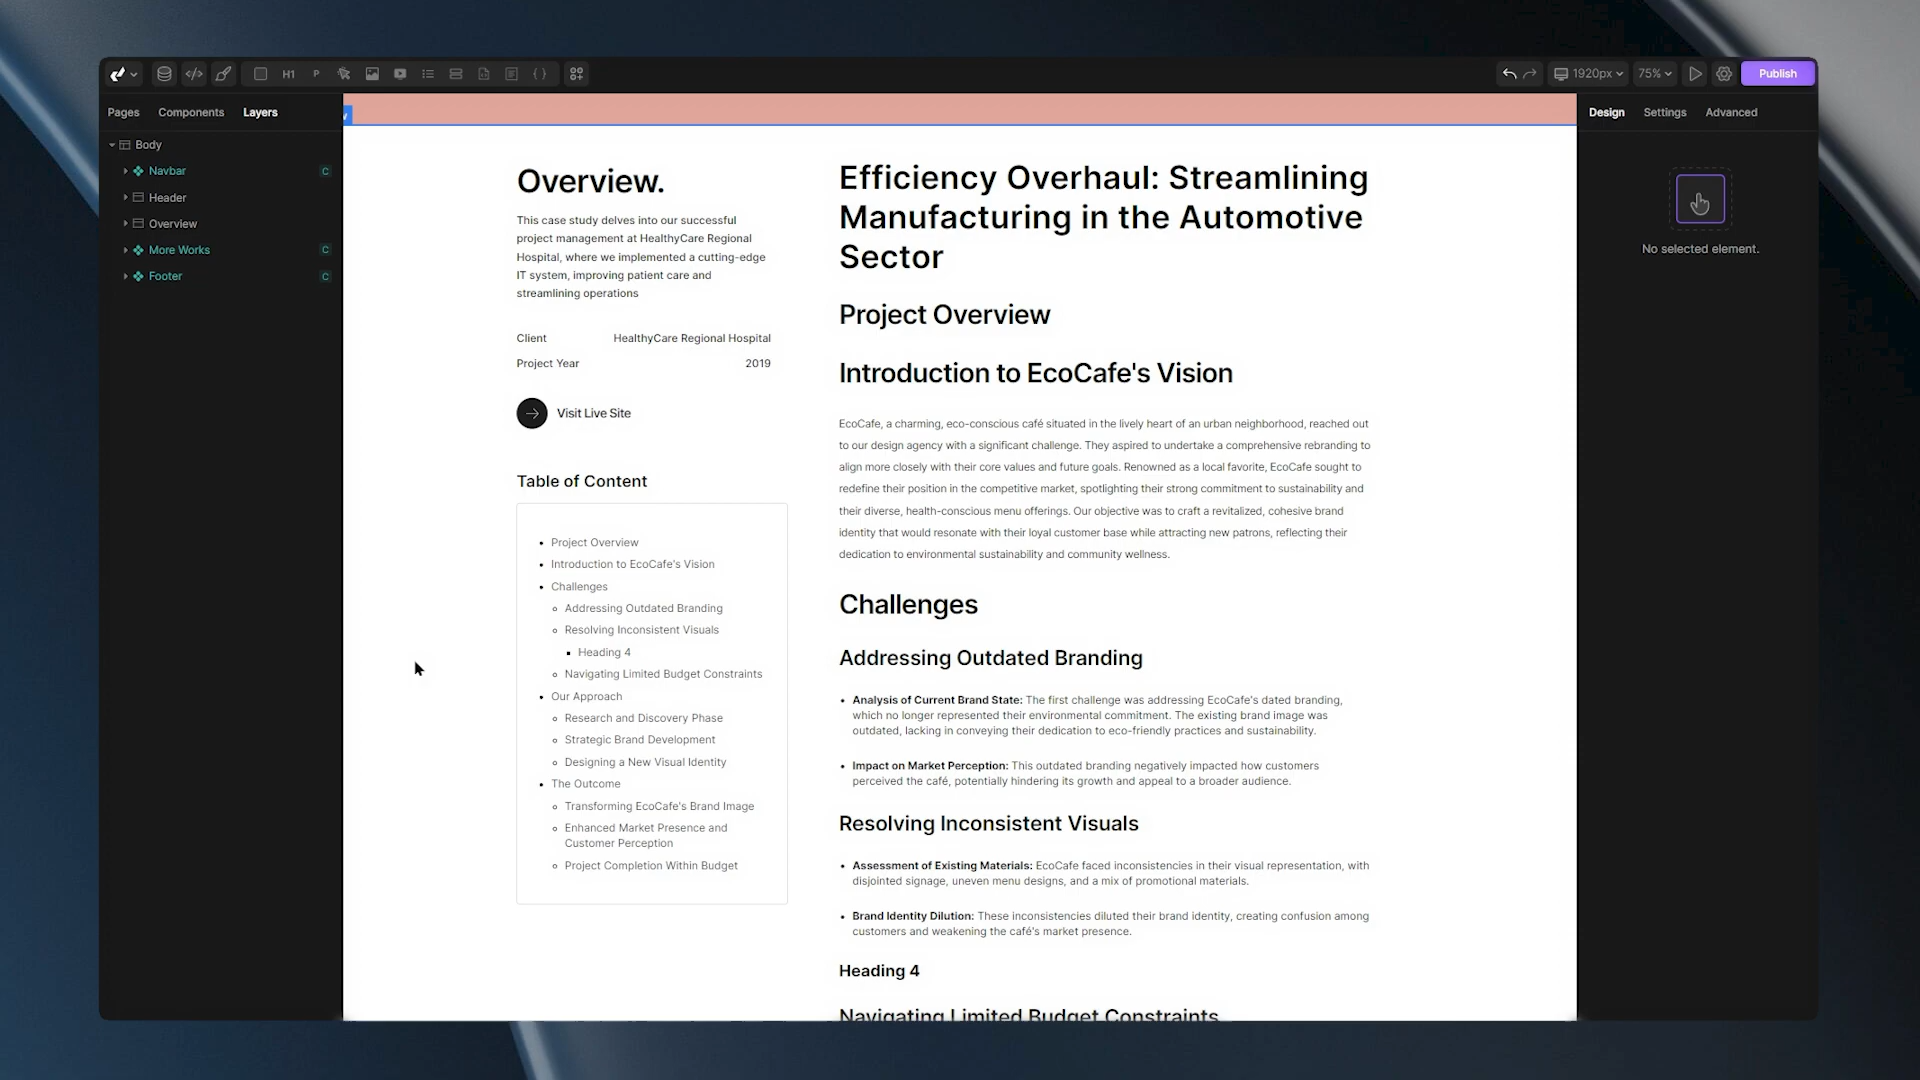 H1
P
1920px
75%
Publish
Pages
Components
Layers
Body
Navbar
C
Header
Overview
More Works
C
Footer
C
Overview.
This case study delves into our successful
project management at HealthyCare Regional
Hospital, where we implemented a cutting-edge
IT system, improving patient care and
streamlining operations
Client
HealthyCare Regional Hospital
Project Year
2019
Visit Live Site
Table of Content
Project Overview
Introduction to EcoCafe's Vision
Challenges
Addressing Outdated Branding
Resolving Inconsistent Visuals
Heading 4
Navigating Limited Budget Constraints
Our Approach
Research and Discovery Phase
Strategic Brand Development
Designing a New Visual Identity
The Outcome
Transforming EcoCafe's Brand Image
Enhanced Market Presence and
Customer Perception
Project Completion Within Budget
Efficiency Overhaul: Streamlining
Manufacturing in the Automotive
Sector
Project Overview
Introduction to EcoCafe's Vision
EcoCafe, a charming, eco-conscious café situated in the lively heart of an urban neighborhood, reached out
to our design agency with a significant challenge. They aspired to undertake a comprehensive rebranding to
align more closely with their core values and future goals. Renowned as a local favorite, EcoCafe sought to
redefine their position in the competitive market, spotlighting their strong commitment to sustainability and
their diverse, health-conscious menu offerings. Our objective was to craft a revitalized, cohesive brand
identity that would resonate with their loyal customer base while attracting new patrons, reflecting their
dedication to environmental sustainability and community wellness.
Challenges
Addressing Outdated Branding
Analysis of Current Brand State: The first challenge was addressing EcoCafe's dated branding,
which no longer represented their environmental commitment. The existing brand image was
outdated, lacking in conveying their dedication to eco-friendly practices and sustainability.
Impact on Market Perception: This outdated branding negatively impacted how customers
perceived the café, potentially hindering its growth and appeal to a broader audience.
Resolving Inconsistent Visuals
Assessment of Existing Materials: EcoCafe faced inconsistencies in their visual representation, with
disjointed signage, uneven menu designs, and a mix of promotional materials.
Brand Identity Dilution: These inconsistencies diluted their brand identity, creating confusion among
customers and weakening the café's market presence.
Heading 4
Navigating Limited Budget Constraints
Design
Settings
Advanced
No selected element.